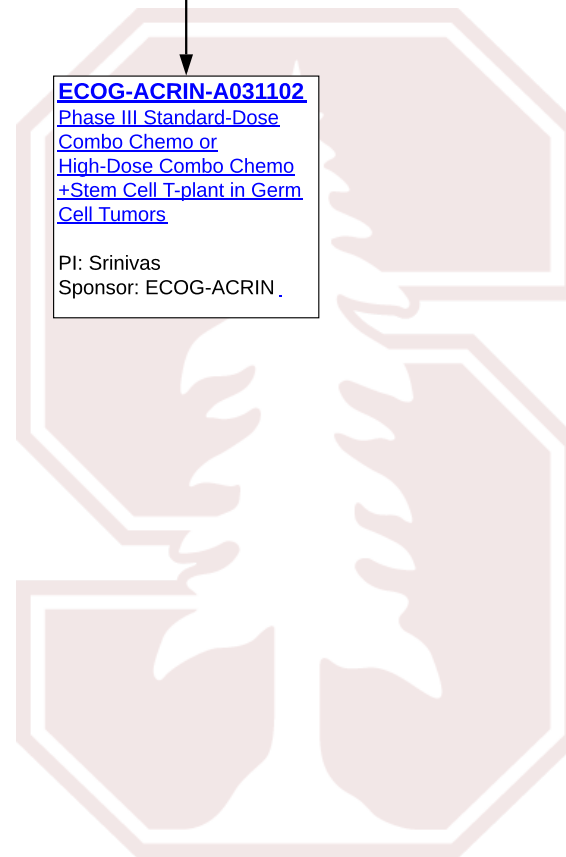 ECOG-ACRIN-A031102
Phase III Standard-Dose
Combo Chemo or
High-Dose Combo Chemo
+Stem Cell T-plant in Germ
Cell Tumors
PI: Srinivas
Sponsor: ECOG-ACRIN .